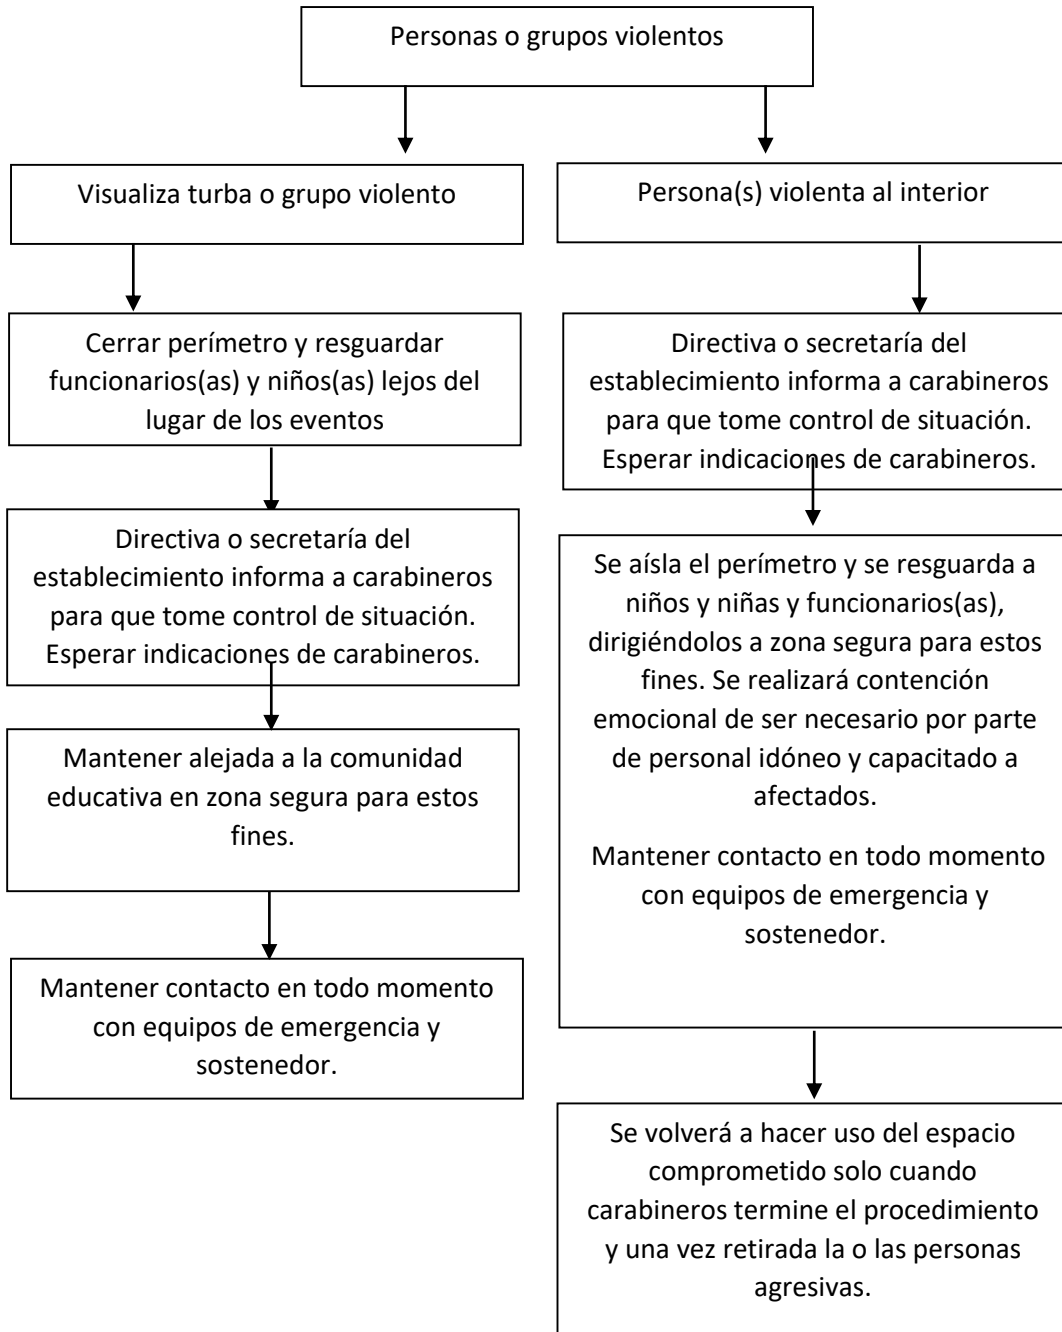 Personas o grupos violentos
Visualiza turba o grupo violento
Persona(s) violenta al interior
Cerrar perímetro y resguardar
funcionarios(as) y niños(as) lejos del
lugar de los eventos
Directiva o secretaría del
establecimiento informa a carabineros
para que tome control de situación.
Esperar indicaciones de carabineros.
Directiva o secretaría del
establecimiento informa a carabineros
para que tome control de situación.
Esperar indicaciones de carabineros.
Se aísla el perímetro y se resguarda a
niños y niñas y funcionarios(as),
dirigiéndolos a zona segura para estos
fines. Se realizará contención
emocional de ser necesario por parte
de personal idóneo y capacitado a
afectados.
Mantener contacto en todo momento
con equipos de emergencia y
sostenedor.
Mantener alejada a la comunidad
educativa en zona segura para estos
fines.
Mantener contacto en todo momento
con equipos de emergencia y
sostenedor.
Se volverá a hacer uso del espacio
comprometido solo cuando
carabineros termine el procedimiento
y una vez retirada la o las personas
agresivas.